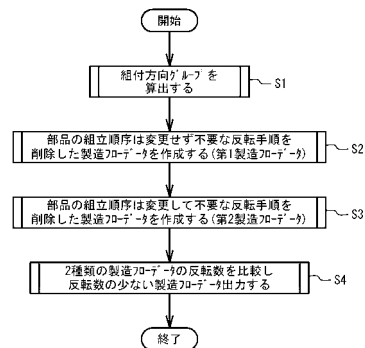 開始
組付方向グループを
算出する
S1
部品の組立順序は変更せず不要な反転手順を
削除した製造フローデータを作成する(第1製造フローデータ)
S2
部品の組立順序は変更して不要な反転手順を
削除した製造フローデータを作成する(第2製造フローデータ)
S3
2種類の製造フローデータの反転数を比較し
反転数の少ない製造フローデータ出力する
S4
終了